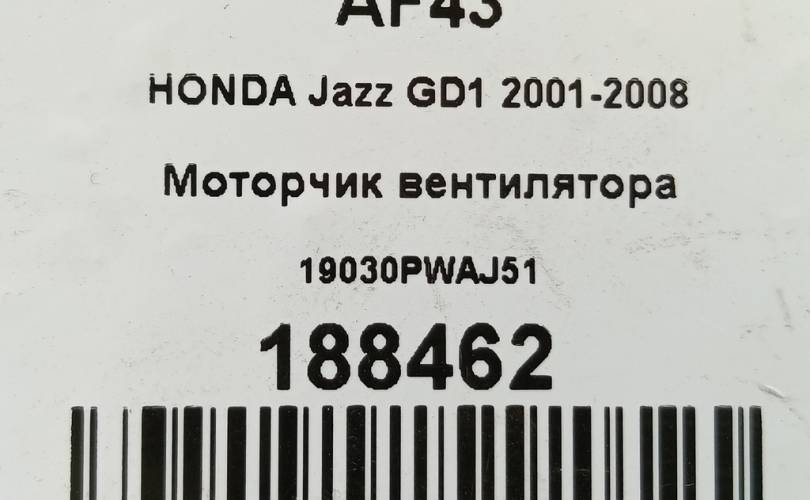 AF43
HONDA Jazz GD1 2001-2008
Моторчик вентилятора
19030PWAJ51
188462